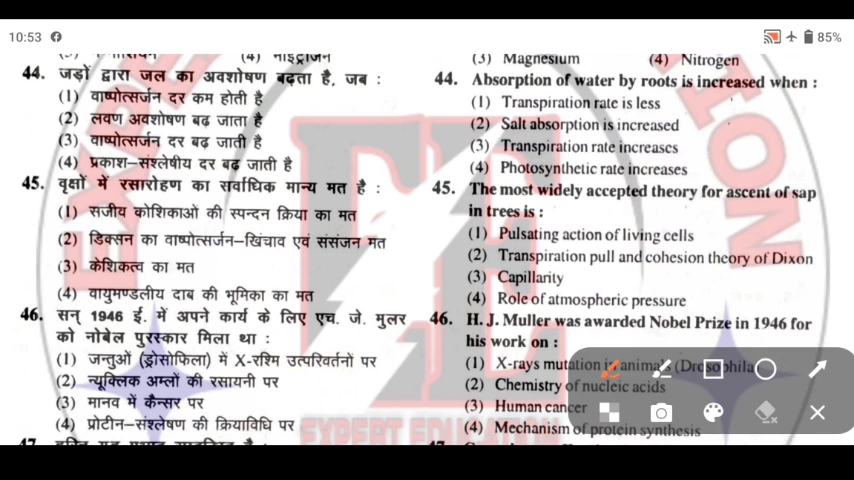 10:53
85%
(4) नाइट्रोजन
44. जड़ों द्वारा जल का अवशोषण बढ़ता है, जब :
(1) वाष्पोत्सर्जन दर कम होती है
(2) लवण अवशोषण बढ़ जाता है
(3) वाष्पोत्सर्जन दर बढ़ जाती है
(4) प्रकाश–संश्लेषीय दर बढ़ जाती है
45. वृक्षों में रसारोहण का सर्वाधिक मान्य मत है :
(1) सजीव कोशिकाओं की स्पन्दन क्रिया का मत
(2) डिक्सन का वाष्पोत्सर्जन–खिंचाव एवं संसंजन मत
(3) केशिकत्व का मत
(4) वायुमण्डलीय दाब की भूमिका का मत
46. सन् 1946 ई. में अपने कार्य के लिए एच. जे. मुलर
को नोबेल पुरस्कार मिला था :
(1) जन्तुओं (ड्रोसोफिला) में X-रश्मि उत्परिवर्तनों पर
(2) न्यूक्लिक अम्लों की रसायनी पर
(3) मानव में कैन्सर पर
(4) प्रोटीन–संश्लेषण की क्रियाविधि पर
(3) Magnesium (4) Nitrogen
44. Absorption of water by roots is increased when :
(1) Transpiration rate is less
(2) Salt absorption is increased
(3) Transpiration rate increases
(4) Photosynthetic rate increases
45. The most widely accepted theory for ascent of sap
in trees is :
(1) Pulsating action of living cells
(2) Transpiration pull and cohesion theory of Dixon
(3) Capillarity
(4) Role of atmospheric pressure
46. H. J. Muller was awarded Nobel Prize in 1946 for
his work on :
(1) X-rays mutation in animals (Drosophila)
(2) Chemistry of nucleic acids
(3) Human cancer
(4) Mechanism of protein synthesis
EXPERT EDUCATION